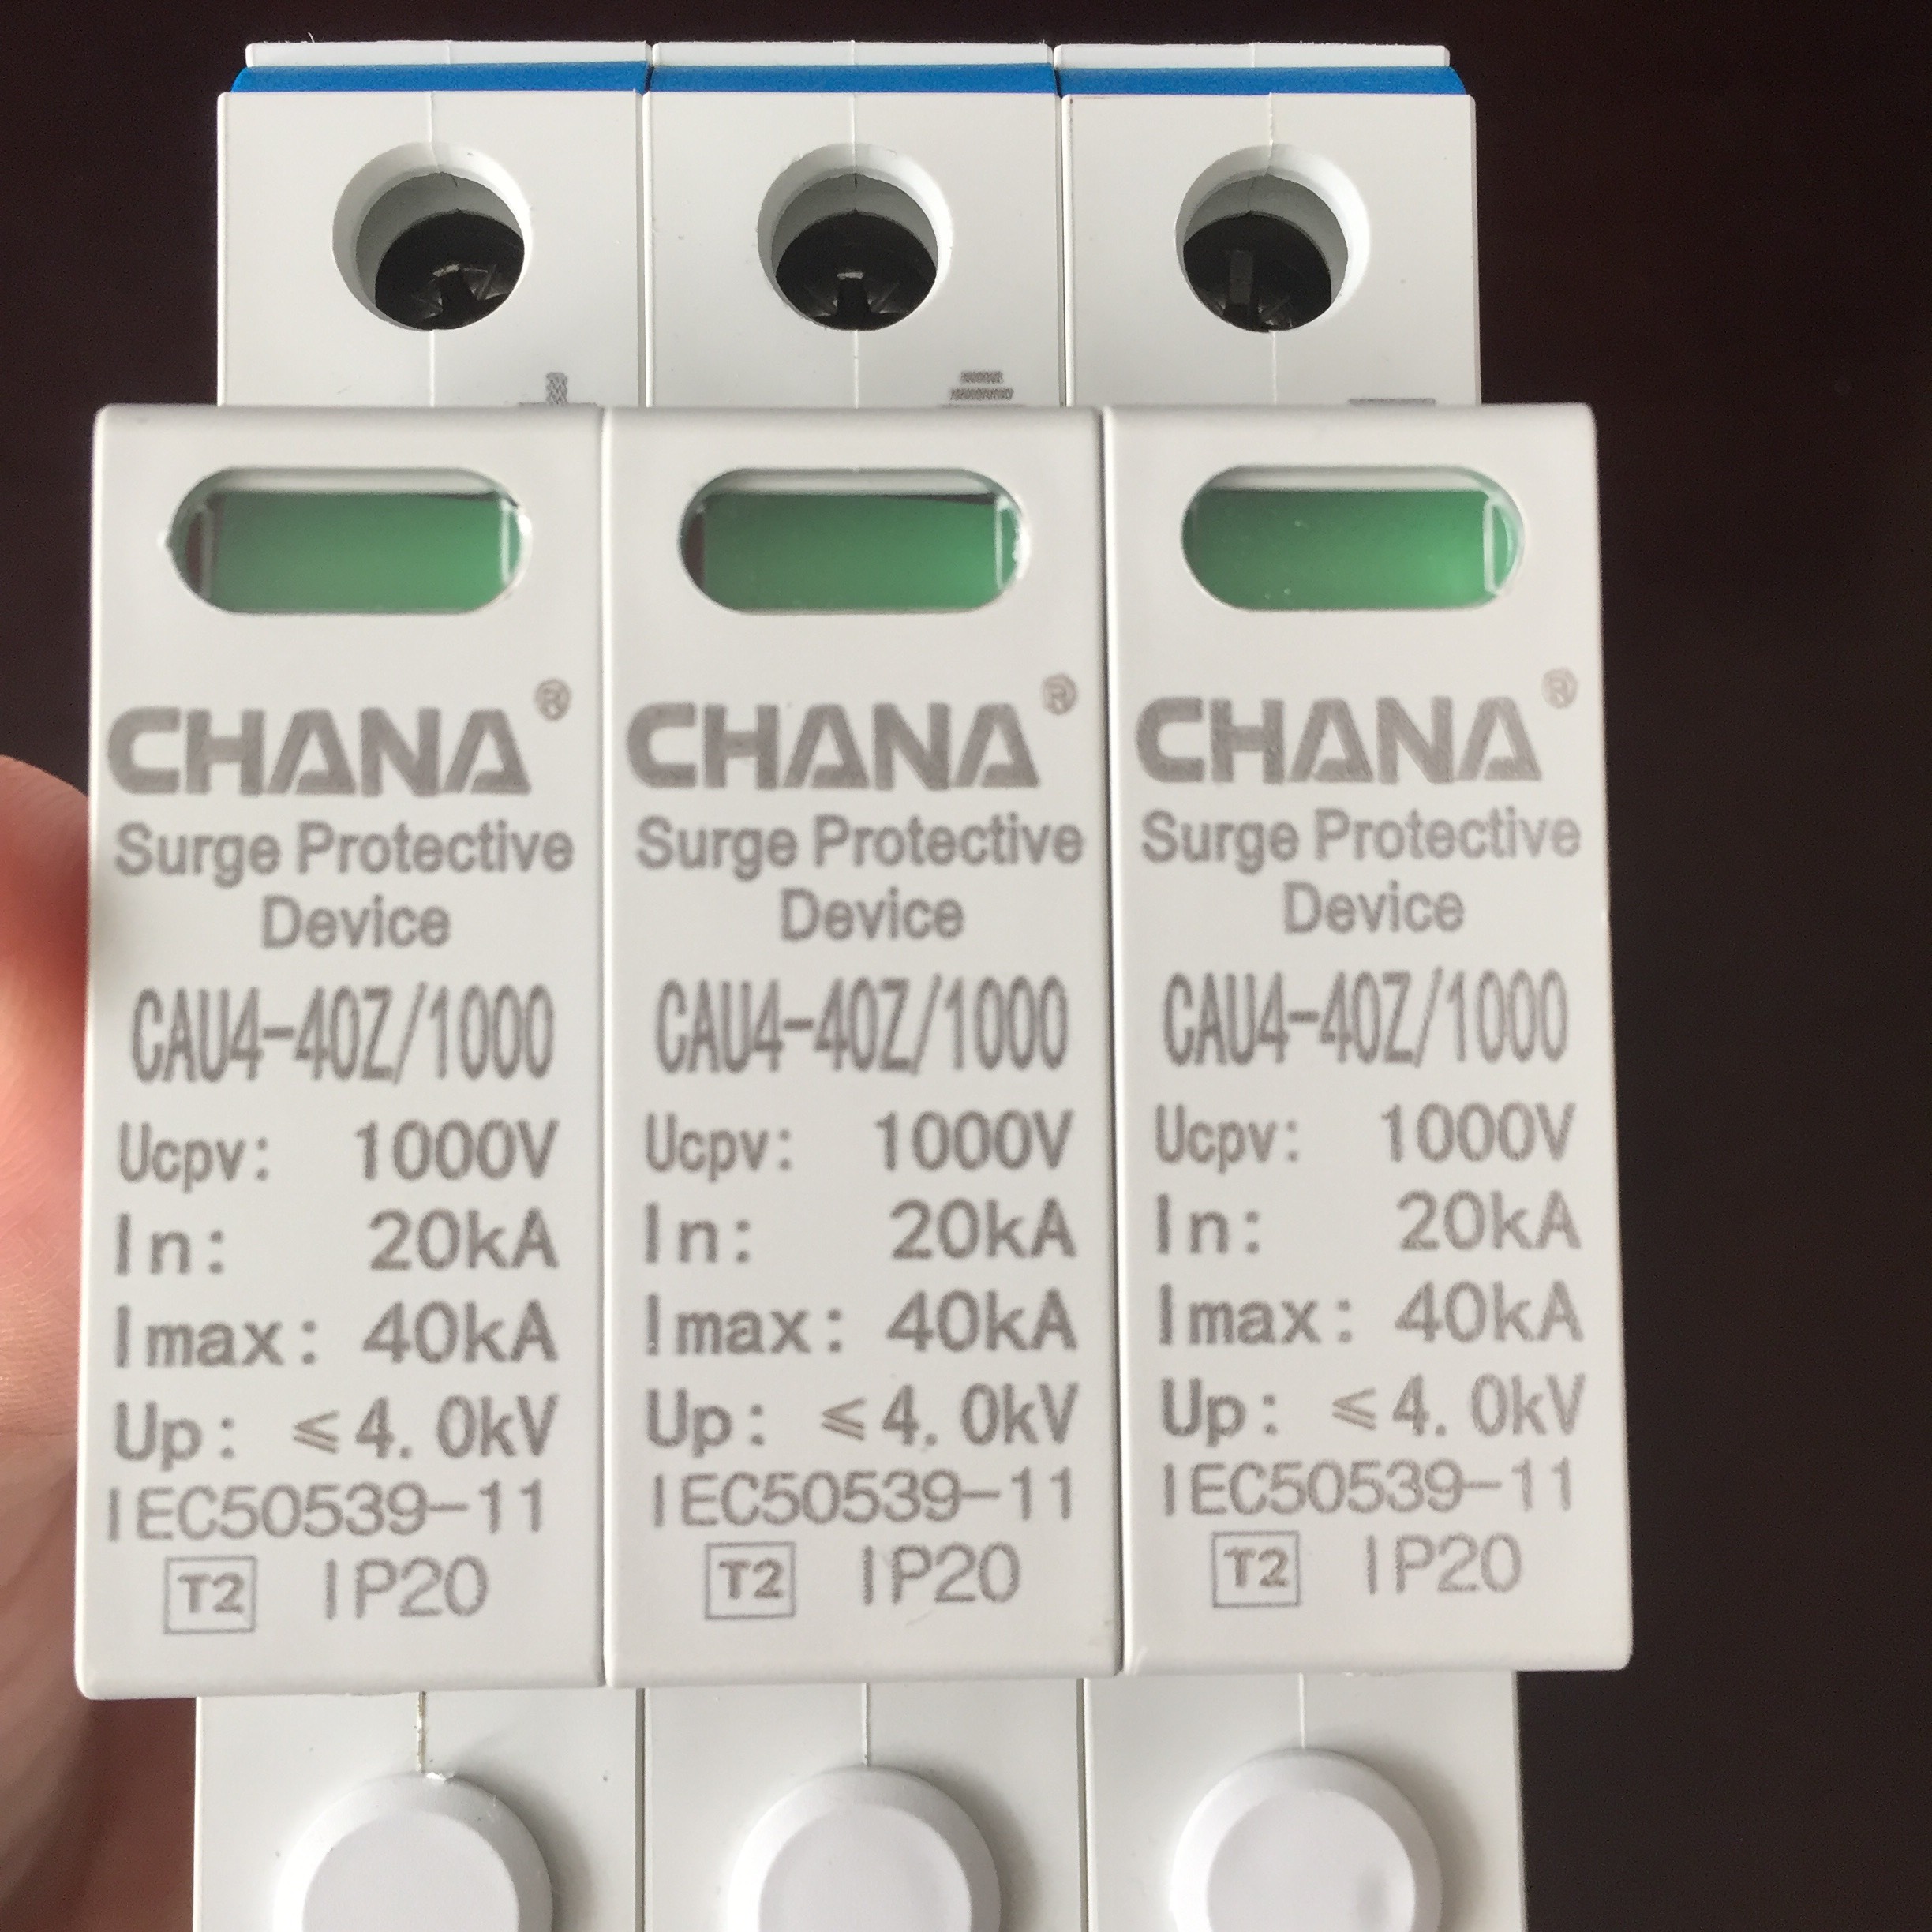 CHANA®
Surge Protective
Device
CAU4-40Z/1000
Ucpv: 1000V
In: 20kA
Imax: 40kA
Up: ≤4.0kV
IEC50539-11
T2 IP20
CHANA®
Surge Protective
Device
CAU4-40Z/1000
Ucpv: 1000V
In: 20kA
Imax: 40kA
Up: ≤4.0kV
IEC50539-11
T2 IP20
CHANA®
Surge Protective
Device
CAU4-40Z/1000
Ucpv: 1000V
In: 20kA
Imax: 40kA
Up: ≤4.0kV
IEC50539-11
T2 IP20